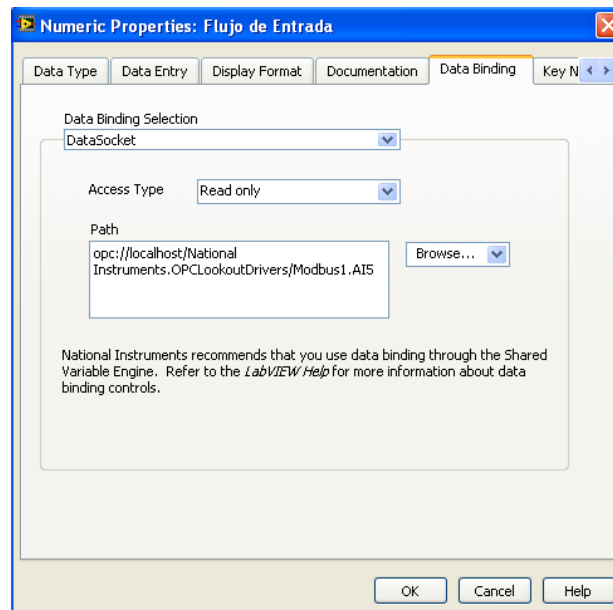 Numeric Properties: Flujo de Entrada
Data Type Data Entry Display Format Documentation Data Binding Key N
Data Binding Selection
DataSocket
Access Type Read only
Path
opc://localhost/National
Instruments.OPCLookoutDrivers/Modbus1.AI5
Browse...
National Instruments recommends that you use data binding through the Shared
Variable Engine. Refer to the LabVIEW Help for more information about data
binding controls.
OK Cancel Help